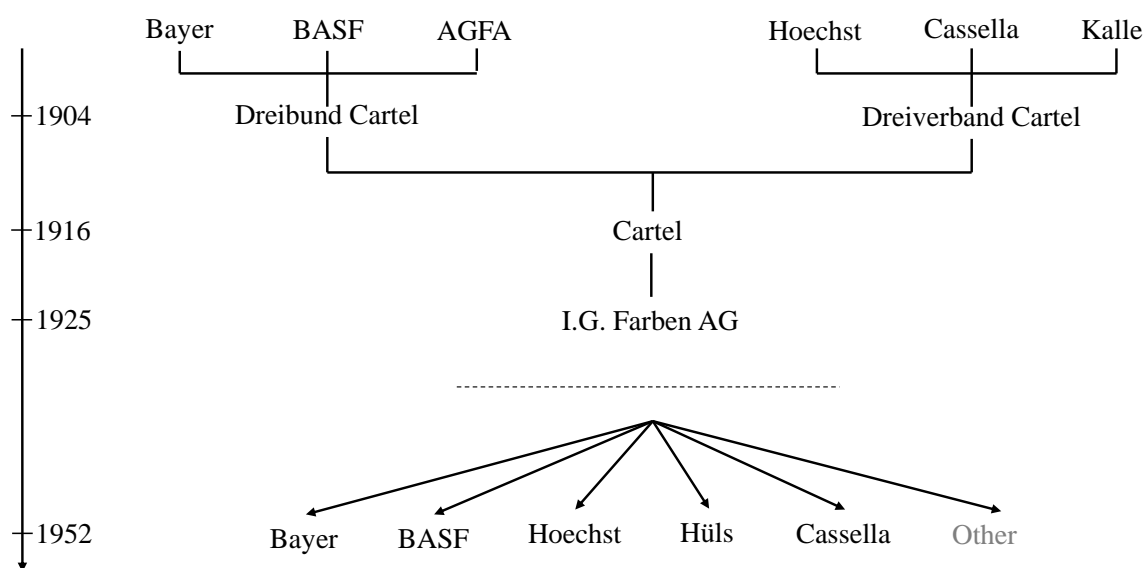 Bayer BASF AGFA Hoechst Cassella Kalle
1904 Dreibund Cartel Dreiverband Cartel
1916 Cartel
1925 I.G. Farben AG
1952 Bayer BASF Hoechst Hüls Cassella Other